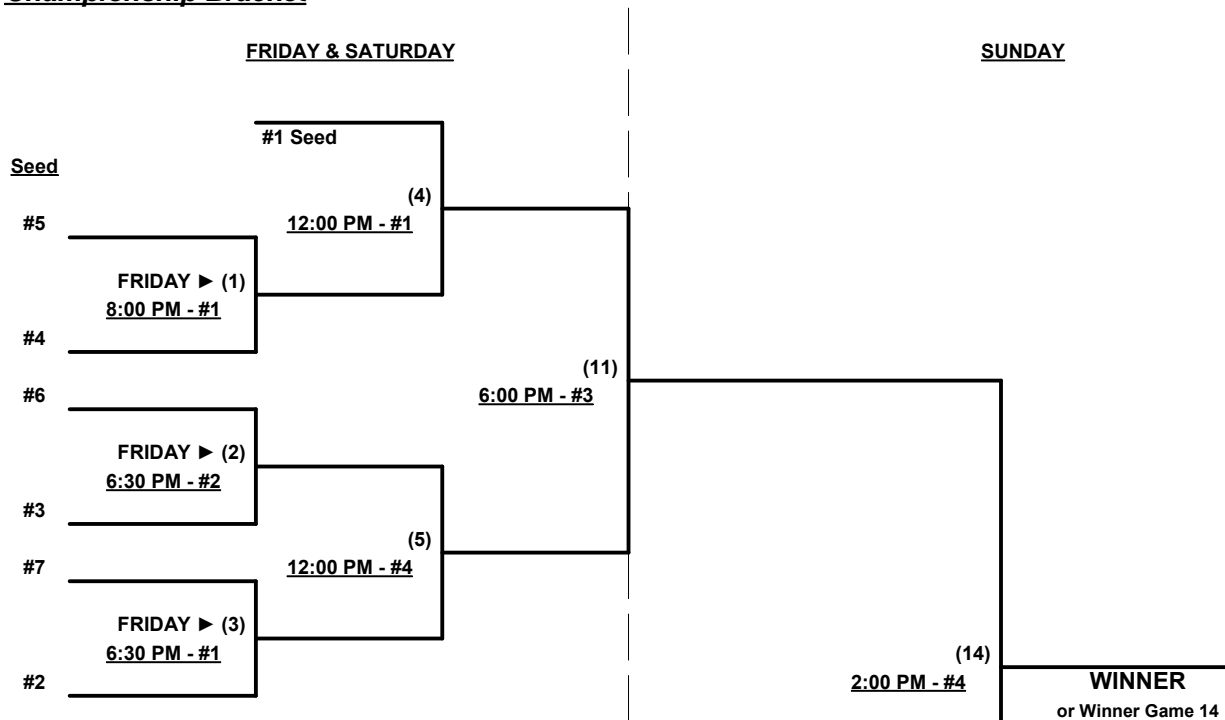 Championship Bracket
FRIDAY & SATURDAY
SUNDAY
#1 Seed
Seed
(4)
12:00 PM - #1
#5
FRIDAY ► (1)
8:00 PM - #1
#4
(11)
6:00 PM - #3
#6
FRIDAY ► (2)
6:30 PM - #2
#3
(5)
12:00 PM - #4
#7
FRIDAY ► (3)
6:30 PM - #1
#2
(14)
2:00 PM - #4
WINNER
or Winner Game 14